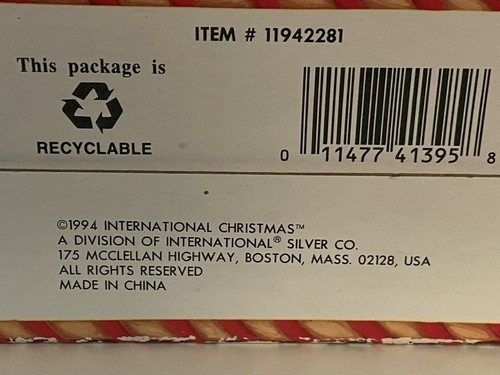 ITEM # 11942281
This package is
RECYCLABLE
0 11477 41395 8
©1994 INTERNATIONAL CHRISTMAS™
A DIVISION OF INTERNATIONAL® SILVER CO.
175 MCCLELLAN HIGHWAY, BOSTON, MASS. 02128, USA
ALL RIGHTS RESERVED
MADE IN CHINA